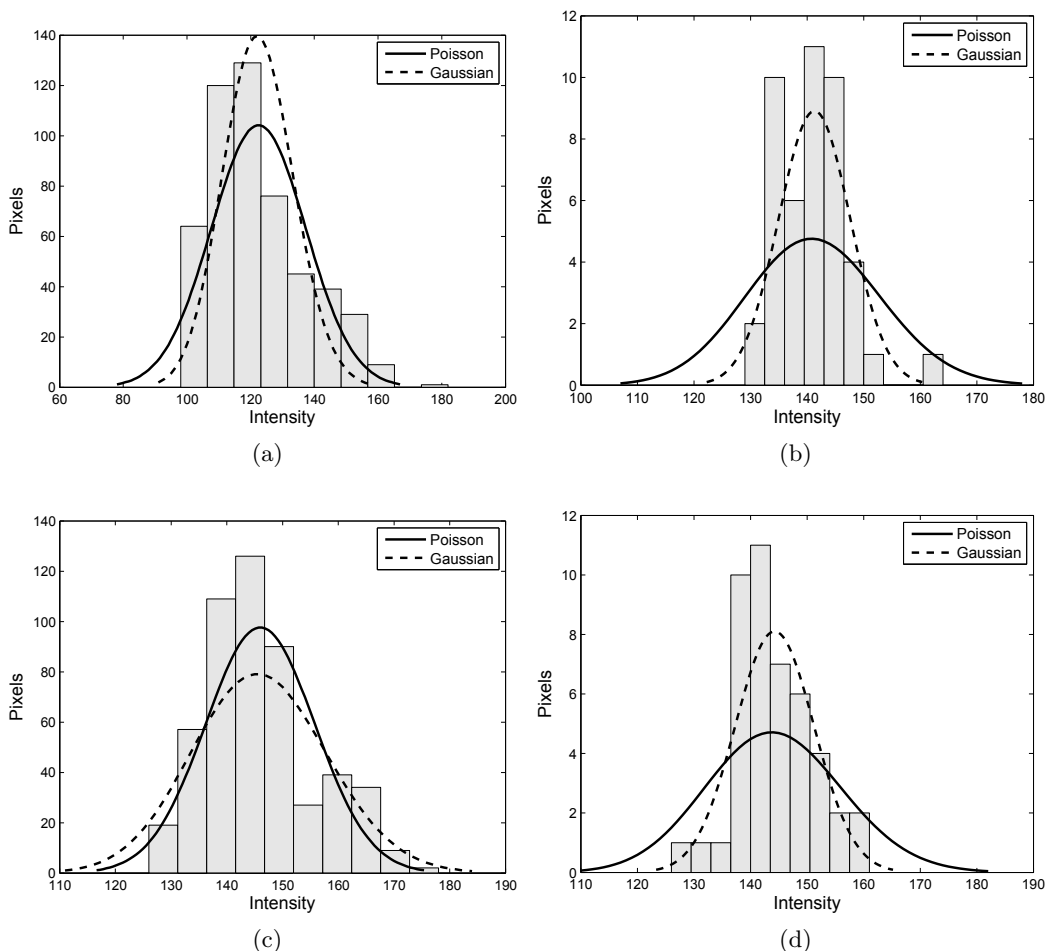 140
120
100
80
60
40
20
0
60 80 100 120 140 160 180 200
Pixels
Intensity
Poisson
Gaussian
(a)
12
10
8
6
4
2
0
100 110 120 130 140 150 160 170 180
Pixels
Intensity
Poisson
Gaussian
(b)
140
120
100
80
60
40
20
0
110 120 130 140 150 160 170 180 190
Pixels
Intensity
Poisson
Gaussian
(c)
12
10
8
6
4
2
0
110 120 130 140 150 160 170 180 190
Pixels
Intensity
Poisson
Gaussian
(d)